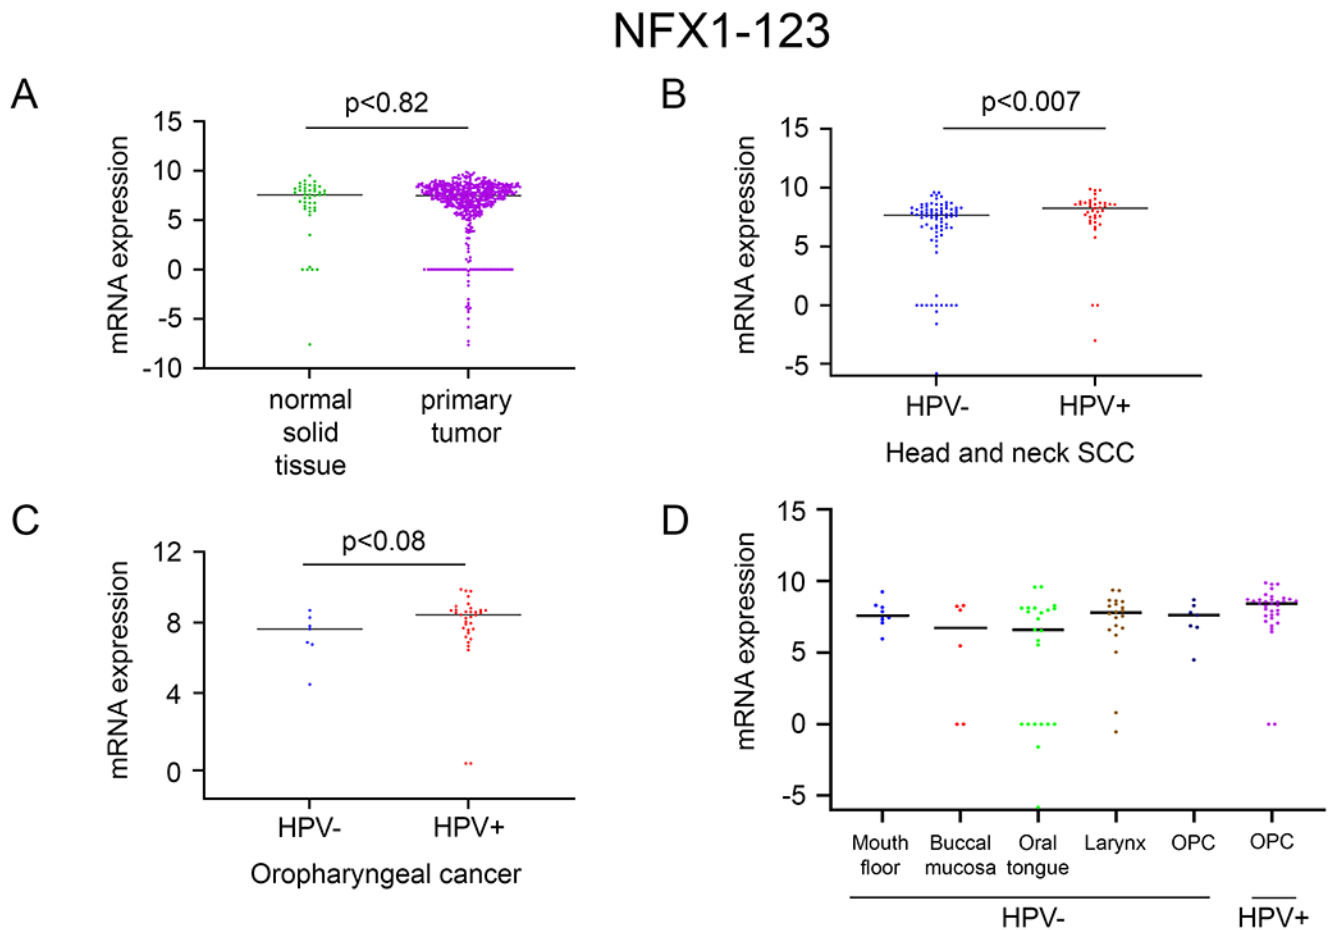 NFX1-123
A
p<0.82
mRNA expression
15
10
5
0
-5
-10
normal
solid
tissue
primary
tumor
B
p<0.007
mRNA expression
15
10
5
0
-5
HPV-
HPV+
Head and neck SCC
C
p<0.08
mRNA expression
12
8
4
0
HPV-
HPV+
Oropharyngeal cancer
D
mRNA expression
15
10
5
0
-5
Mouth
floor
Buccal
mucosa
Oral
tongue
Larynx
OPC
OPC
HPV-
HPV+